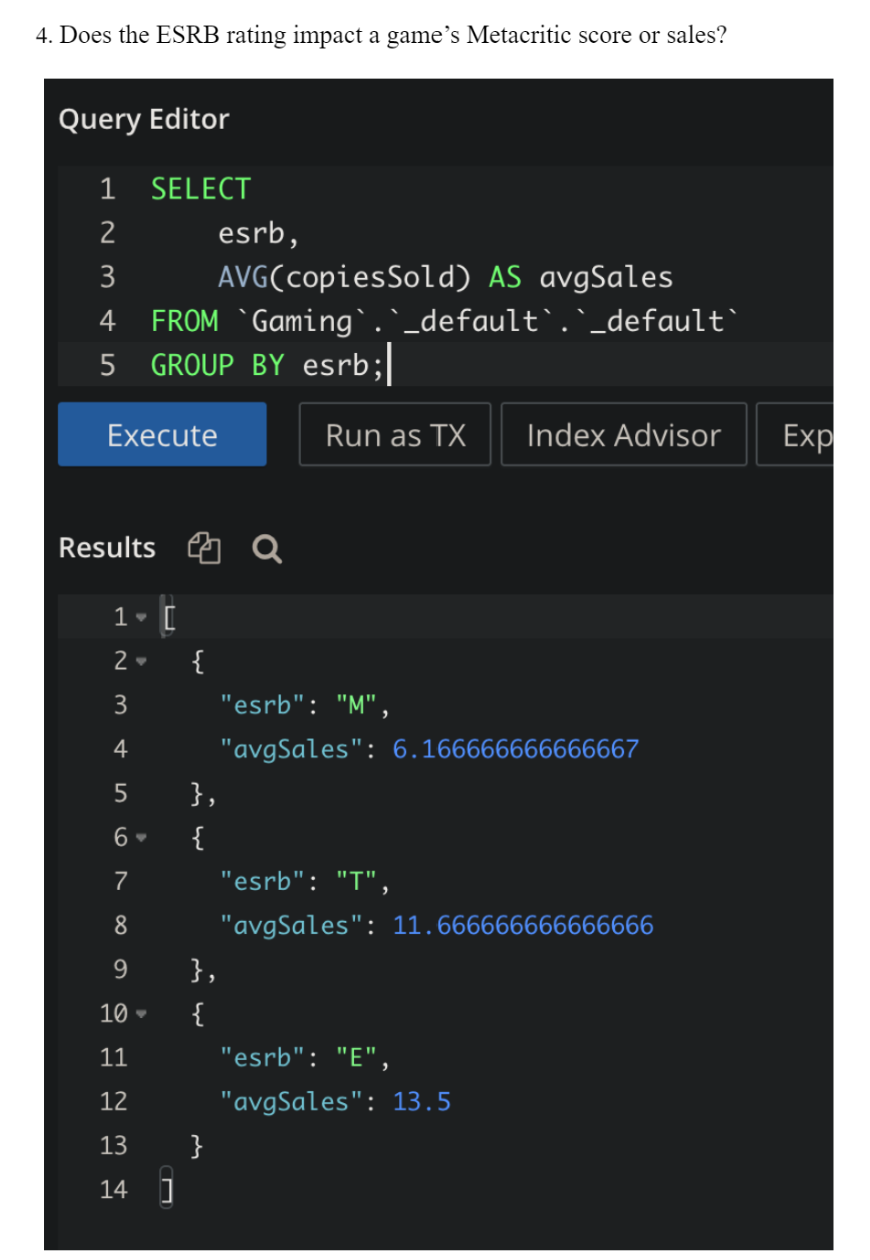 4. Does the ESRB rating impact a game’s Metacritic score or sales?
Query Editor
1 SELECT
2 esrb,
3 AVG(copiesSold) AS avgSales
4 FROM `Gaming`.`_default`.`_default`
5 GROUP BY esrb;
Execute Run as TX Index Advisor Exp
Results
1 [
2 {
3 "esrb": "M",
4 "avgSales": 6.166666666666667
5 },
6 {
7 "esrb": "T",
8 "avgSales": 11.666666666666666
9 },
10 {
11 "esrb": "E",
12 "avgSales": 13.5
13 }
14 ]